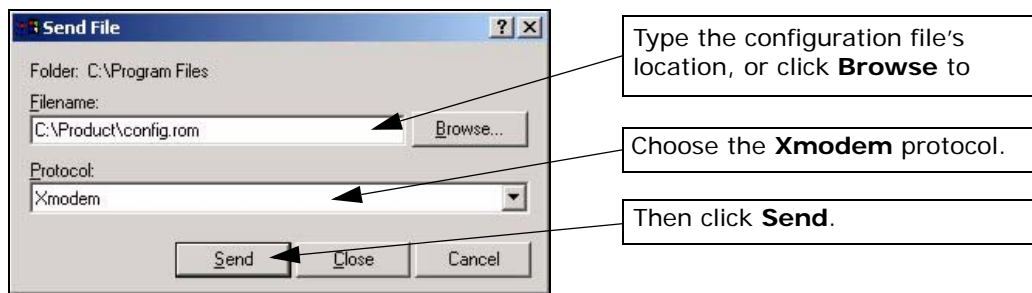 Send File
Folder: C:\Program Files
Filename:
C:\Product\config.rom
Browse...
Protocol:
Xmodem
Send
Close
Cancel
Type the configuration file's
location, or click Browse to
Choose the Xmodem protocol.
Then click Send.